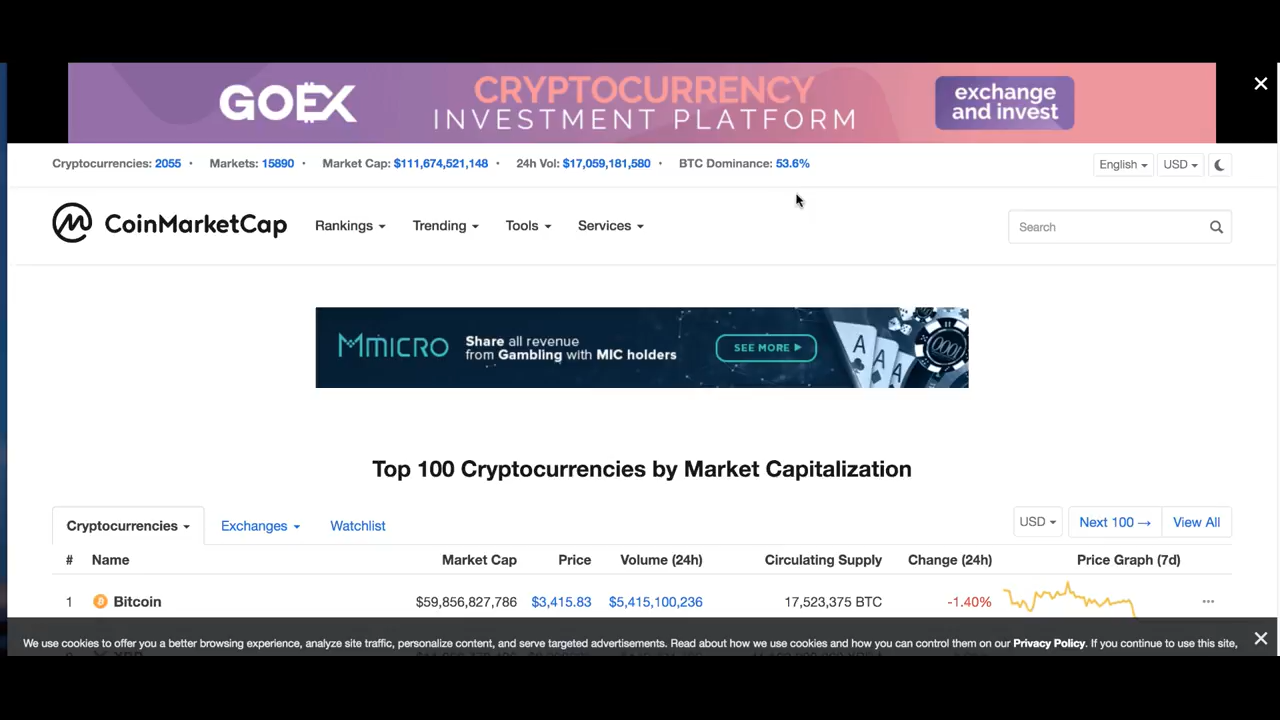 GOEX CRYPTOCURRENCY exchange
INVESTMENT PLATFORM and invest
Cryptocurrencies: 2055 • Markets: 15890 • Market Cap: $111,674,521,148 • 24h Vol: $17,059,181,580 • BTC Dominance: 53.6% English USD
CoinMarketCap Rankings Trending Tools Services Search
MMICRO Share all revenue
from Gambling with MIC holders SEE MORE
Top 100 Cryptocurrencies by Market Capitalization
Cryptocurrencies Exchanges Watchlist USD Next 100 → View All
# Name Market Cap Price Volume (24h) Circulating Supply Change (24h) Price Graph (7d)
1 Bitcoin $59,856,827,786 $3,415.83 $5,415,100,236 17,523,375 BTC -1.40% ...
We use cookies to offer you a better browsing experience, analyze site traffic, personalize content, and serve targeted advertisements. Read about how we use cookies and how you can control them on our Privacy Policy. If you continue to use this site,